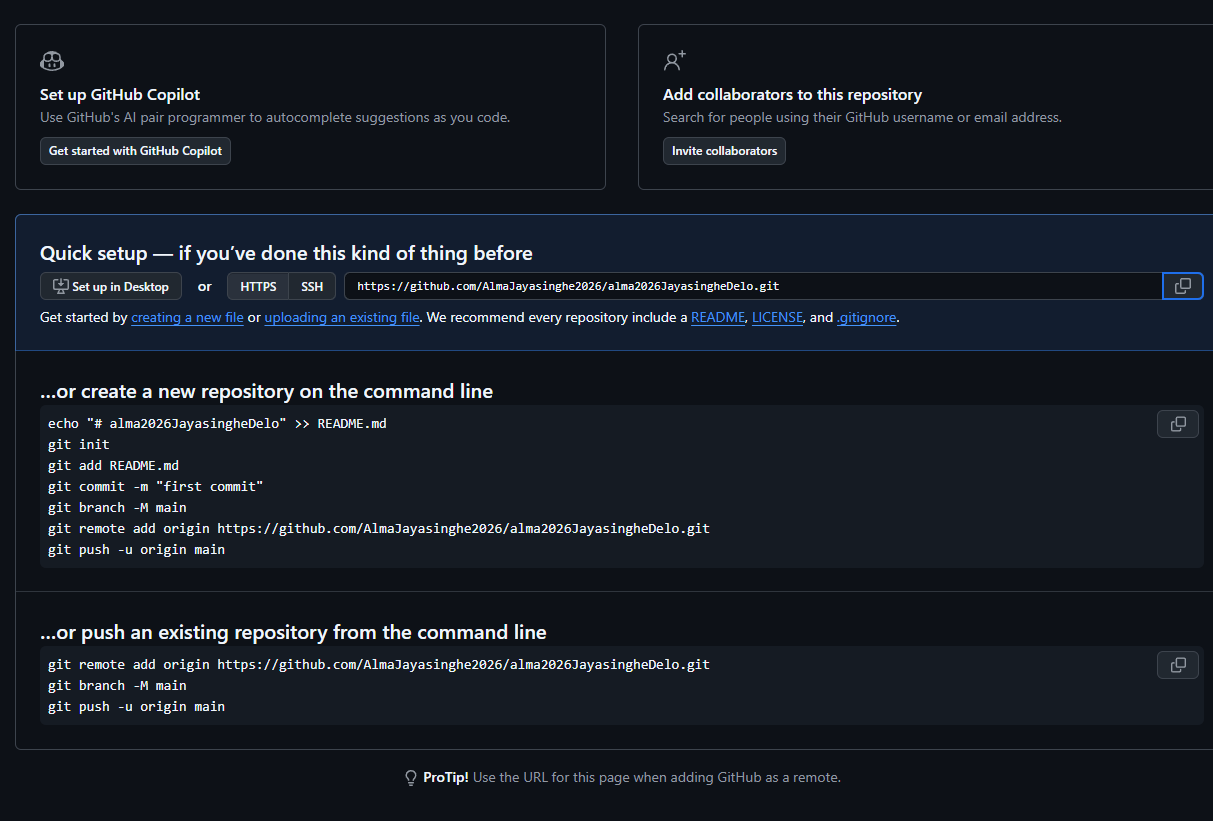 Set up GitHub Copilot
Use GitHub's AI pair programmer to autocomplete suggestions as you code.
Get started with GitHub Copilot
Add collaborators to this repository
Search for people using their GitHub username or email address.
Invite collaborators
Quick setup — if you’ve done this kind of thing before
Set up in Desktop or HTTPS SSH https://github.com/AlmaJayasinghe2026/alma2026JayasingheDelo.git
Get started by creating a new file or uploading an existing file. We recommend every repository include a README, LICENSE, and .gitignore.
…or create a new repository on the command line
echo "# alma2026JayasingheDelo" >> README.md
git init
git add README.md
git commit -m "first commit"
git branch -M main
git remote add origin https://github.com/AlmaJayasinghe2026/alma2026JayasingheDelo.git
git push -u origin main
…or push an existing repository from the command line
git remote add origin https://github.com/AlmaJayasinghe2026/alma2026JayasingheDelo.git
git branch -M main
git push -u origin main
ProTip! Use the URL for this page when adding GitHub as a remote.